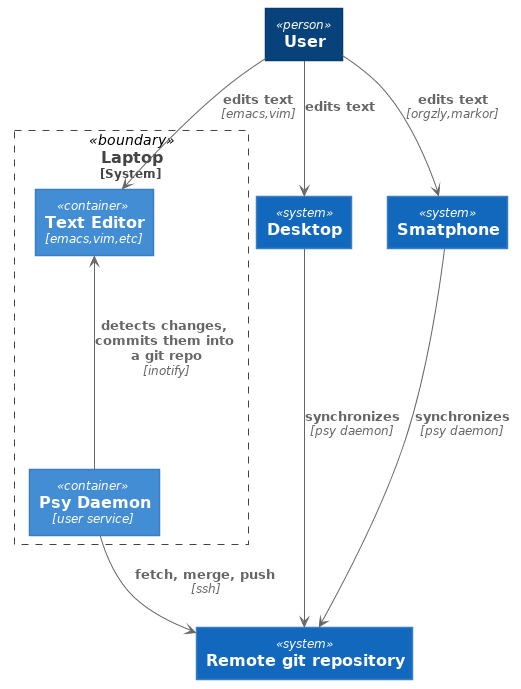 «person»
User
edits text
[emacs,vim]
edits text
edits text
[orgzly,markor]
«boundary»
Laptop
[System]
«container»
Text Editor
[emacs,vim,etc]
«system»
Desktop
«system»
Smatphone
detects changes,
commits them into
a git repo
[inotify]
synchronizes
[psy daemon]
synchronizes
[psy daemon]
«container»
Psy Daemon
[user service]
fetch, merge, push
[ssh]
«system»
Remote git repository